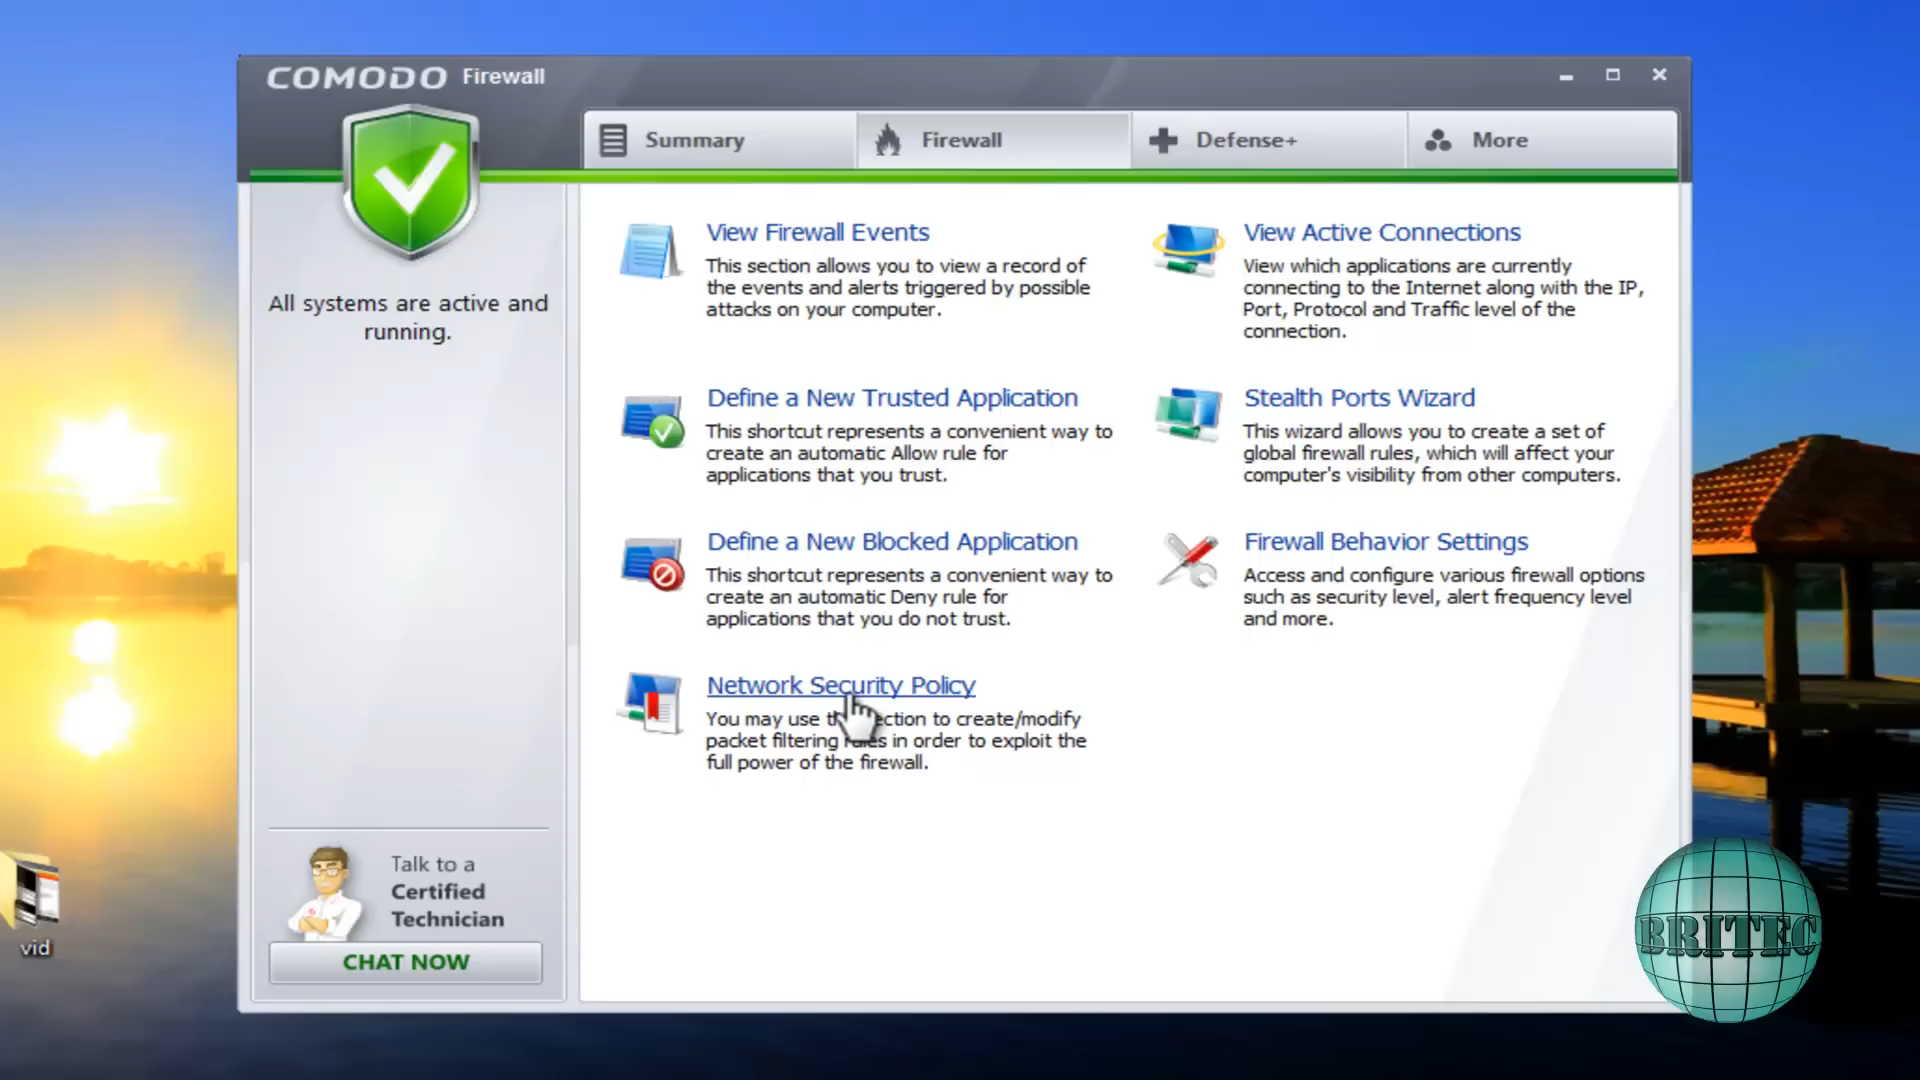 COMODO Firewall
Summary
Firewall
Defense+
More
All systems are active and
running.
View Firewall Events
This section allows you to view a record of
the events and alerts triggered by possible
attacks on your computer.
View Active Connections
View which applications are currently
connecting to the Internet along with the IP,
Port, Protocol and Traffic level of the
connection.
Define a New Trusted Application
This shortcut represents a convenient way to
create an automatic Allow rule for
applications that you trust.
Stealth Ports Wizard
This wizard allows you to create a set of
global firewall rules, which will affect your
computer's visibility from other computers.
Define a New Blocked Application
This shortcut represents a convenient way to
create an automatic Deny rule for
applications that you do not trust.
Firewall Behavior Settings
Access and configure various firewall options
such as security level, alert frequency level
and more.
Network Security Policy
You may use section to create/modify
packet filtering rules in order to exploit the
full power of the firewall.
Talk to a
Certified
Technician
CHAT NOW
vid
BRITEC